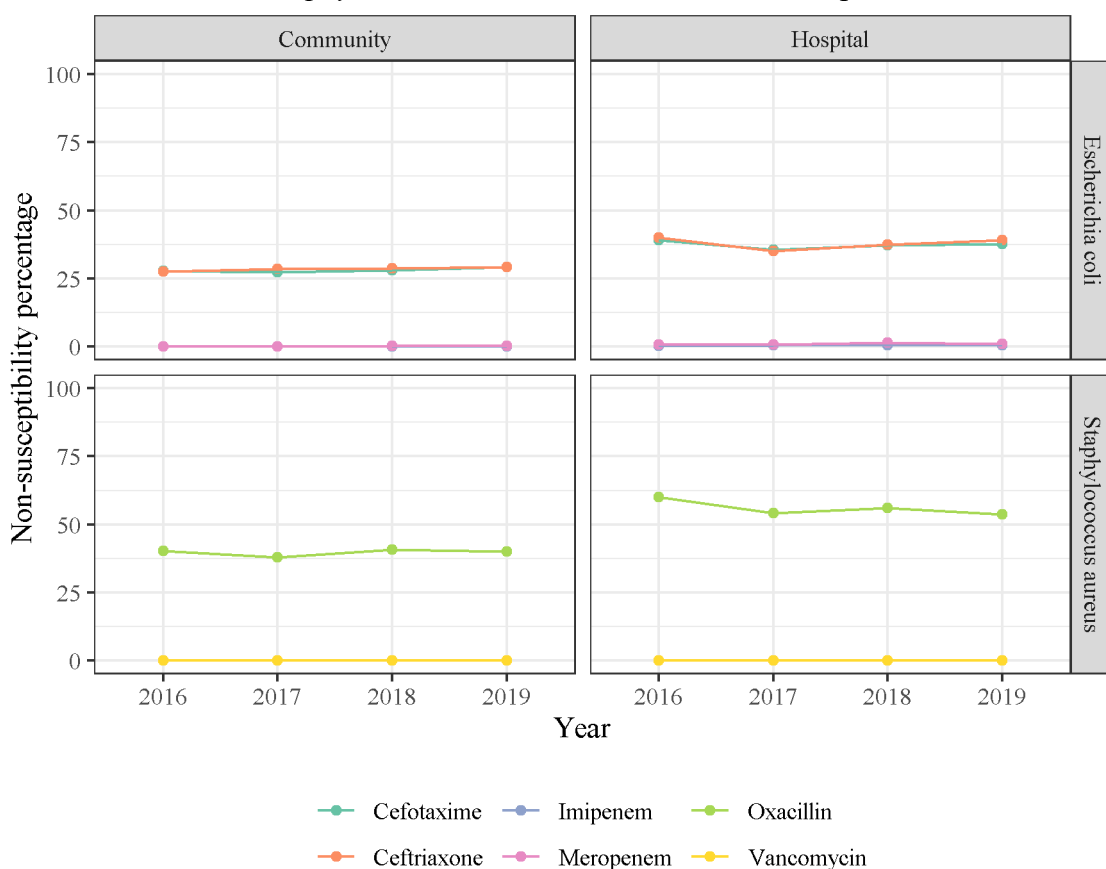 Community
Hospital
100
75
50
25
0
Escherichia coli
100
75
50
25
0
Staphylococcus aureus
Non-susceptibility percentage
2016 2017 2018 2019
2016 2017 2018 2019
Year
Cefotaxime Imipenem Oxacillin
Ceftriaxone Meropenem Vancomycin